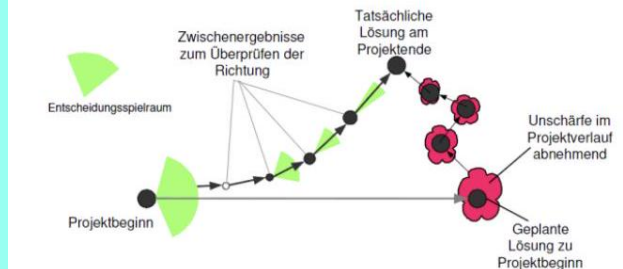 Tatsächliche
Lösung am
Projektende
Zwischenergebnisse
zum Überprüfen der
Richtung
Entscheidungsspielraum
Unschärfe im
Projektverlauf
abnehmend
Projektbeginn
Geplante
Lösung zu
Projektbeginn